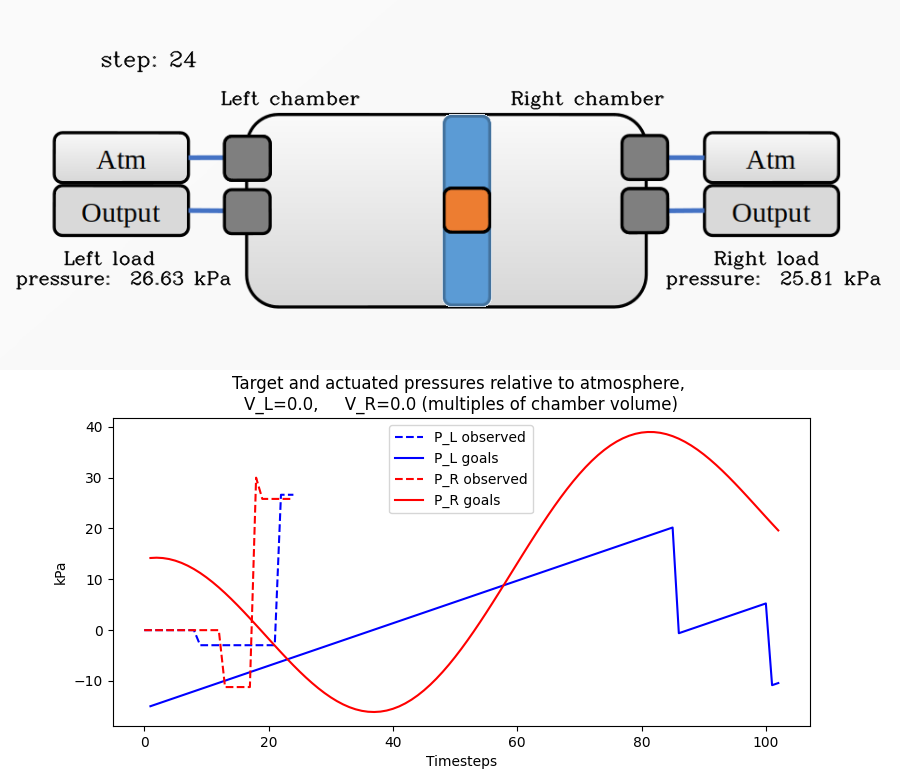 step: 24
Left chamber
Right chamber
Atm
Atm
Output
Output
Left load
pressure: 26.63 kPa
Right load
pressure: 25.81 kPa
Target and actuated pressures relative to atmosphere,
V_L=0.0, V_R=0.0 (multiples of chamber volume)
P_L observed
P_L goals
P_R observed
P_R goals
kPa
40
30
20
10
0
−10
0
20
40
60
80
100
Timesteps